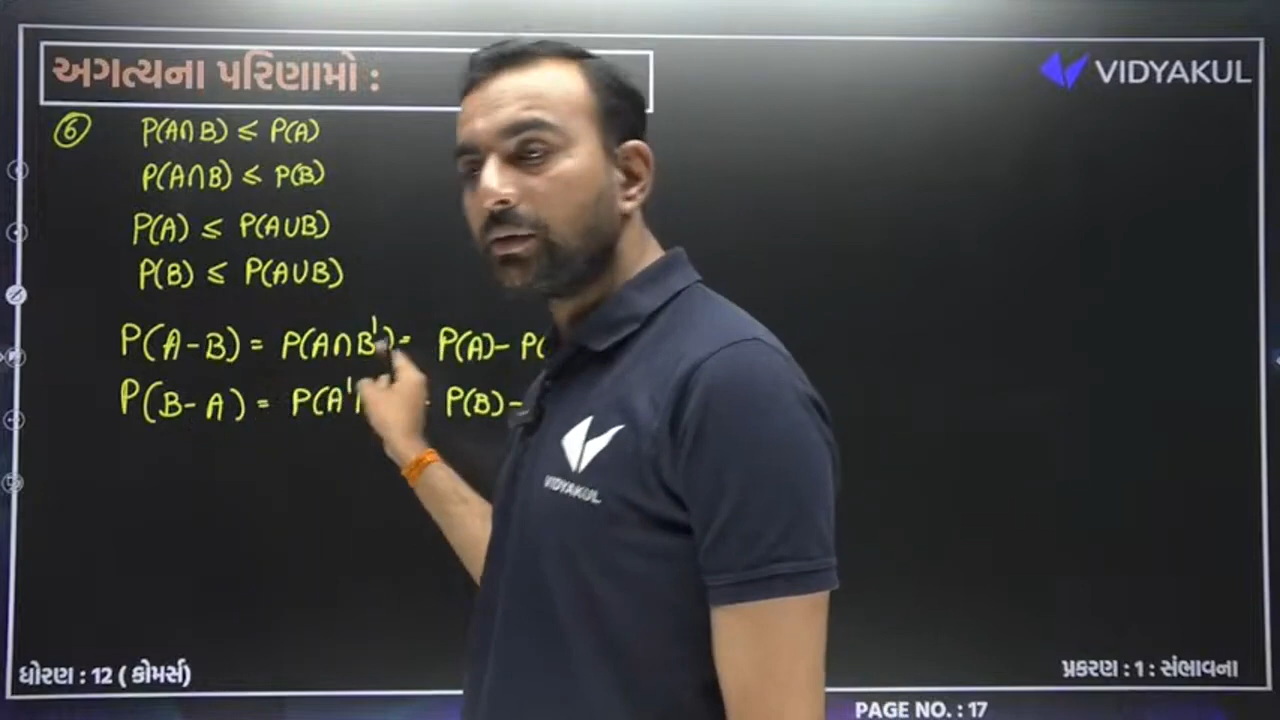 અગત્યના પરિણામો :
VIDYAKUL
⑥ P(A∩B) ≤ P(A)
P(A∩B) ≤ P(B)
P(A) ≤ P(A∪B)
P(B) ≤ P(A∪B)
P(A-B) = P(A∩B') = P(A)- P(
P(B-A) = P(A' P(B)-
VIDYAKUL
ધોરણ : 12 ( કોમર્સ)
પ્રકરણ : 1 : સંભાવના
PAGE NO. : 17